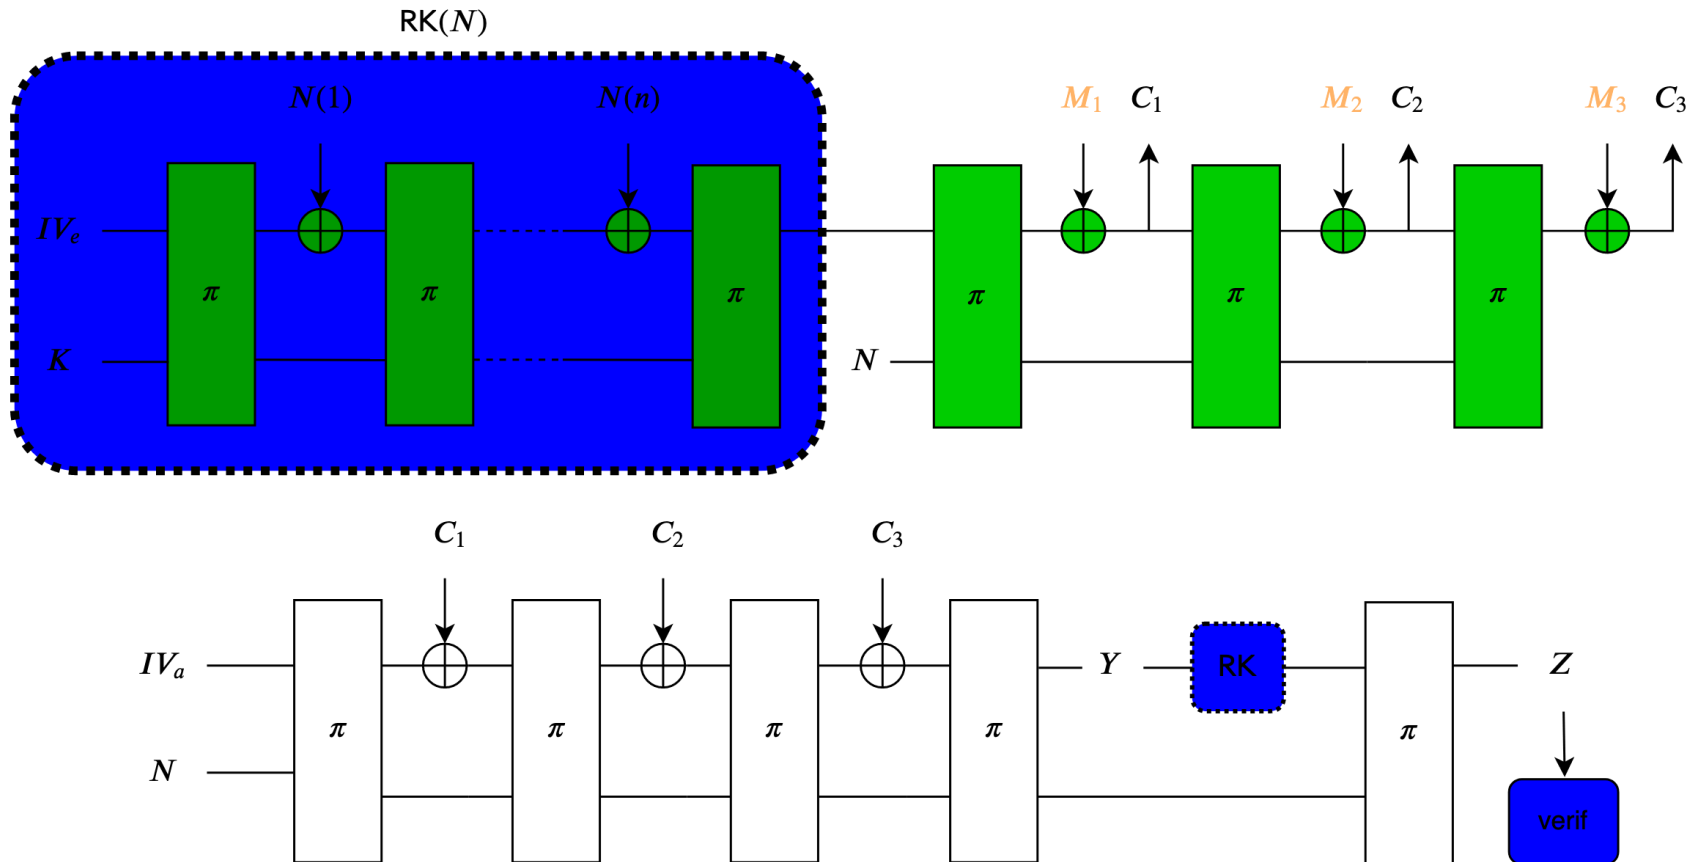 RK(N)
N(1) N(n) M₁ C₁ M₂ C₂ M₃ C₃
IVₑ
π π π π π π
K N
C₁ C₂ C₃
IVₐ Y RK Z
π π π π π
N
verif